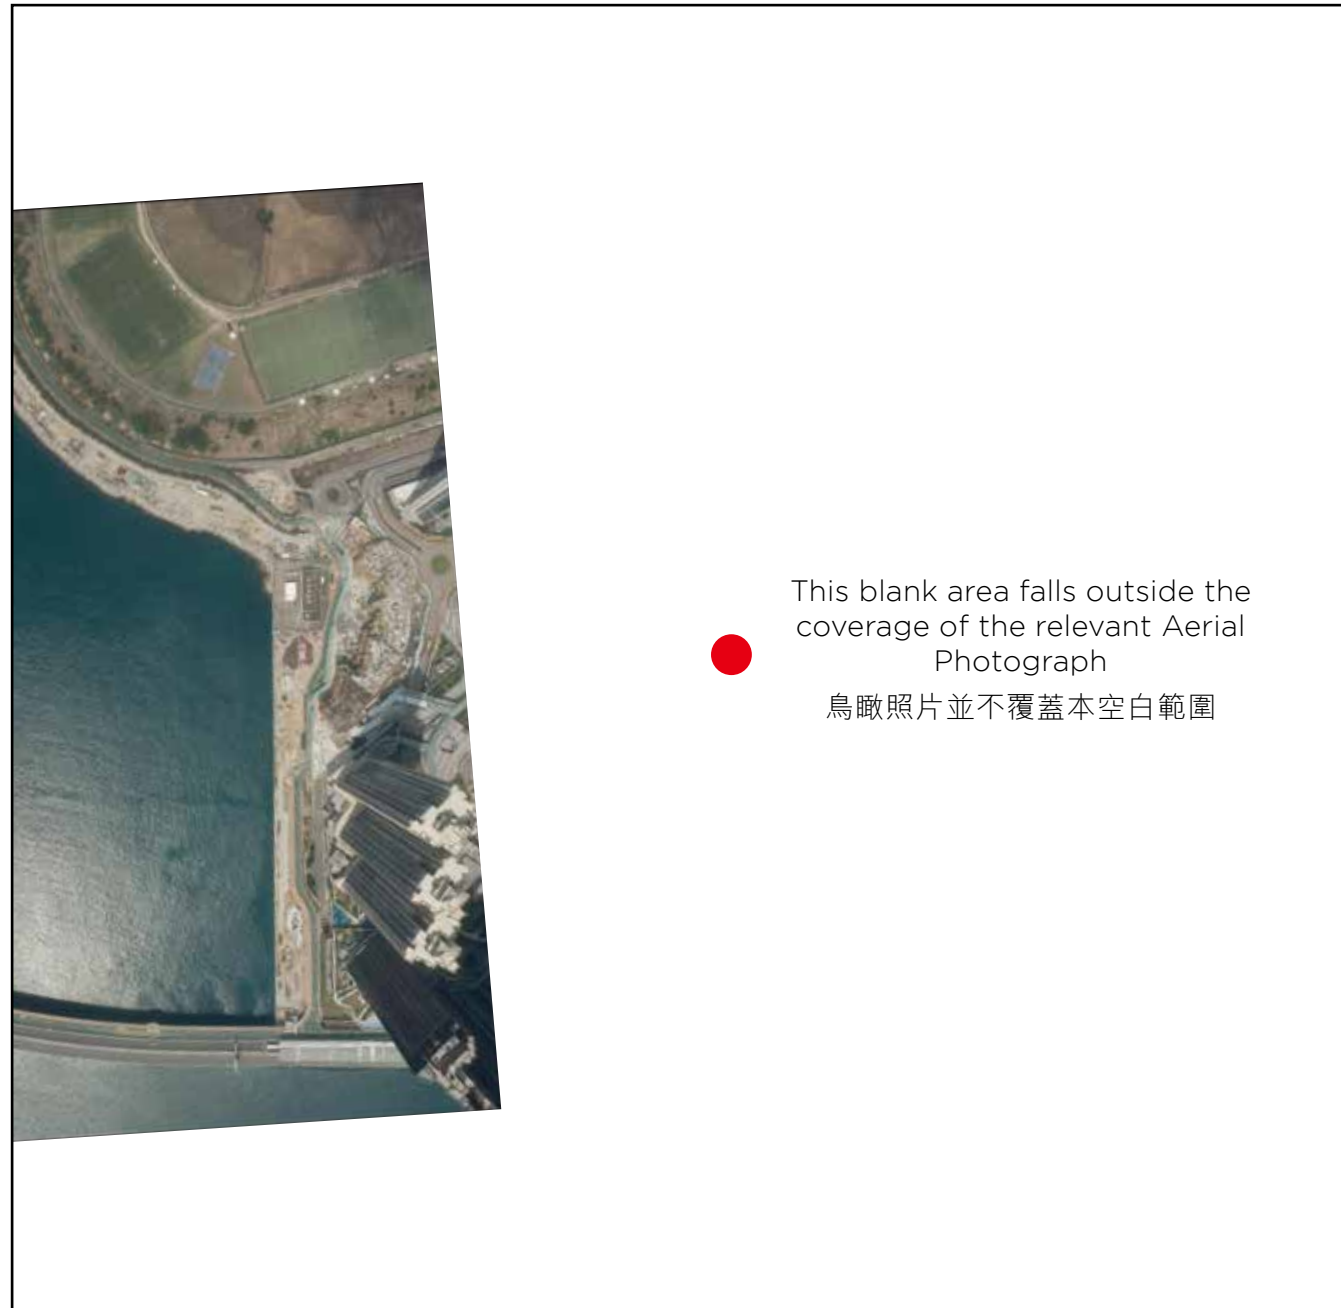 This blank area falls outside the
coverage of the relevant Aerial
Photograph
鳥瞰照片並不覆蓋本空白範圍